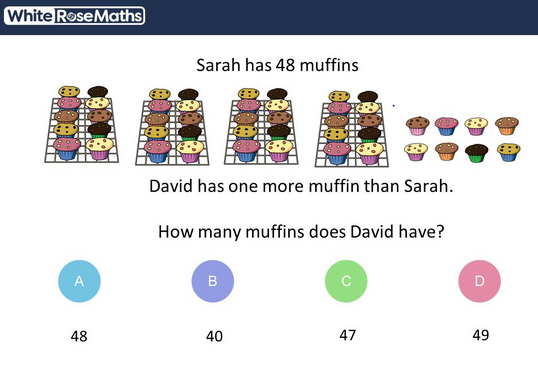 White Rose Maths
Sarah has 48 muffins
David has one more muffin than Sarah.
How many muffins does David have?
A B C D
48 40 47 49